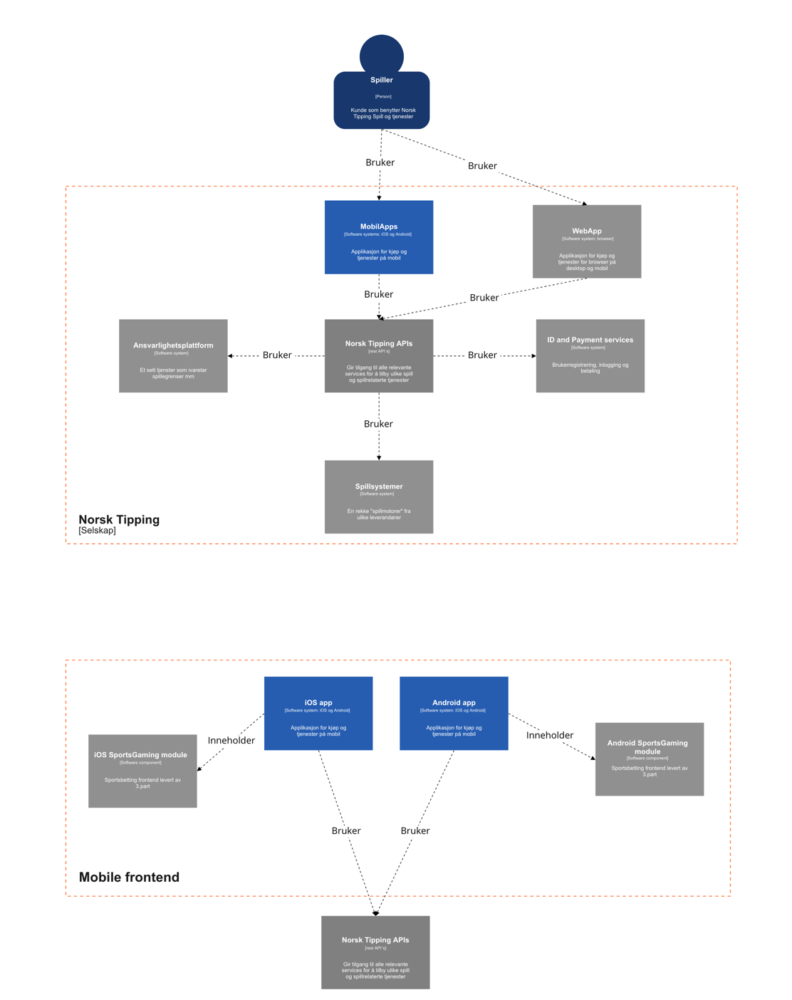 Spiller
[Person]
Kunde som benytter Norsk
Tipping Spill og tjenester
Bruker
Bruker
MobilApps
[Software systems: iOS og Android]
Applikasjon for kjøp og
tjenester på mobil
WebApp
[Software system: browser]
Applikasjon for kjøp og
tjenester for browser på
desktop og mobil
Bruker
Bruker
Ansvarlighetsplattform
[Software system]
Et sett tjenster som ivaretar
spillegrenser mm
Bruker
Norsk Tipping APIs
[rest API´s]
Gir tilgang til alle relevante
services for å tilby ulike spill
og spillrelaterte tjenester
Bruker
ID and Payment services
[Software system]
Brukerregistrering, inlogging og
betaling
Bruker
Spillsystemer
[Software system]
En rekke "spillmotorer" fra
ulike leverandører
Norsk Tipping
[Selskap]
iOS app
[Software system: iOS og Android]
Applikasjon for kjøp og
tjenester på mobil
Android app
[Software system: iOS og Android]
Applikasjon for kjøp og
tjenester på mobil
Inneholder
Inneholder
iOS SportsGaming module
[Software component]
Sportsbetting frontend levert av
3.part
Android SportsGaming
module
[Software component]
Sportsbetting frontend levert av
3.part
Bruker
Bruker
Mobile frontend
Norsk Tipping APIs
[rest API´s]
Gir tilgang til alle relevante
services for å tilby ulike spill
og spillrelaterte tjenester